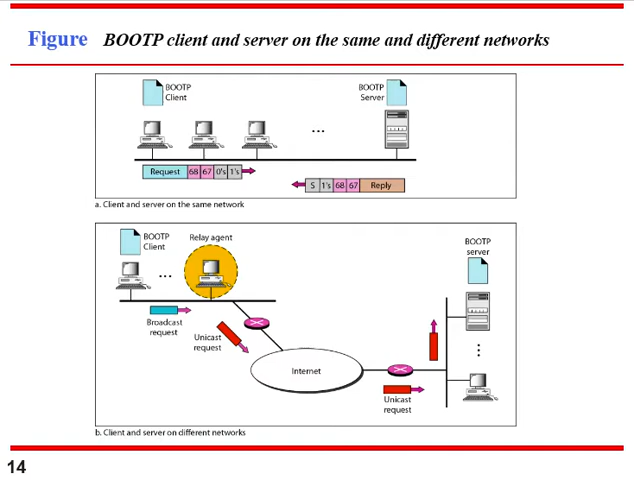 Figure BOOTP client and server on the same and different networks
BOOTP
Client
BOOTP
Server
...
Request 68 67 0's 1's
S 1's 68 67 Reply
a. Client and server on the same network
BOOTP
Client
Relay agent
BOOTP
server
...
Broadcast
request
Unicast
request
Internet
Unicast
request
b. Client and server on different networks
14